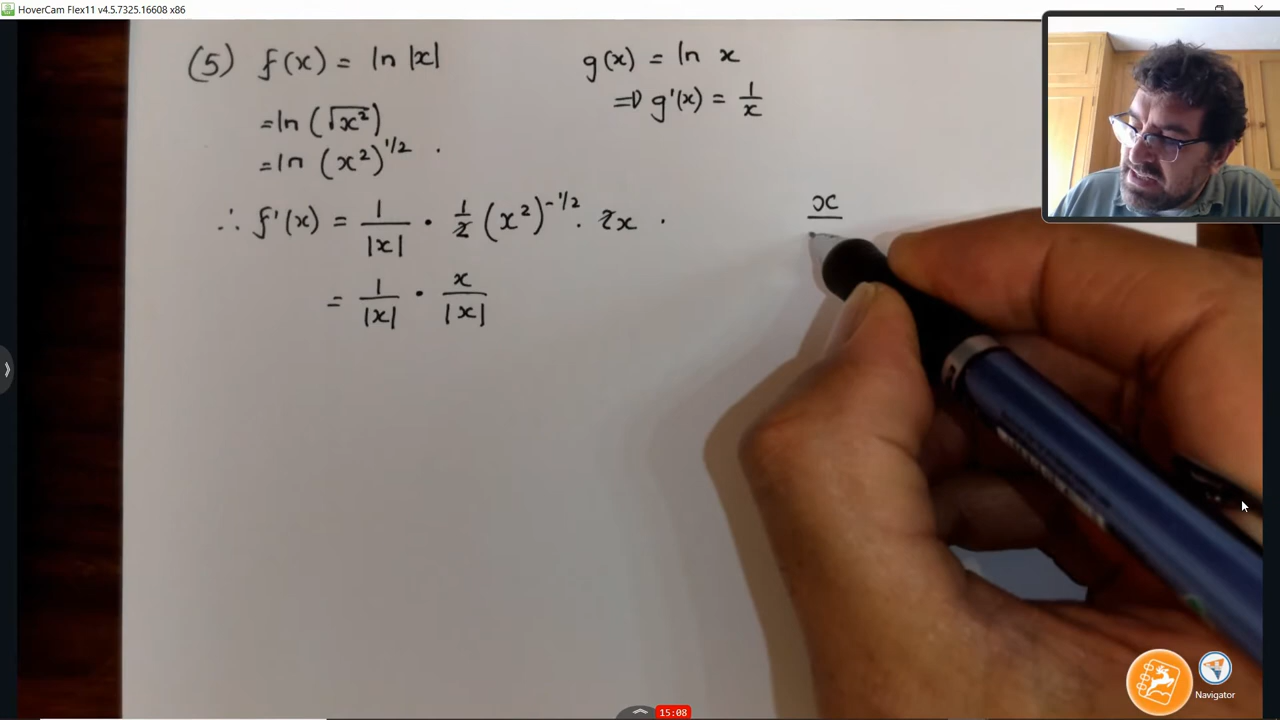 HoverCam Flex11 v4.5.7325.16608 x86
(5) f(x) = ln |x|
= ln (√x²)
= ln (x²)^1/2 .
∴ f'(x) = 1/|x| · 1/2 (x²)^-1/2 . 2x .
= 1/|x| · x/|x|
g(x) = ln x
⇒ g'(x) = 1/x
x
Navigator
15:08